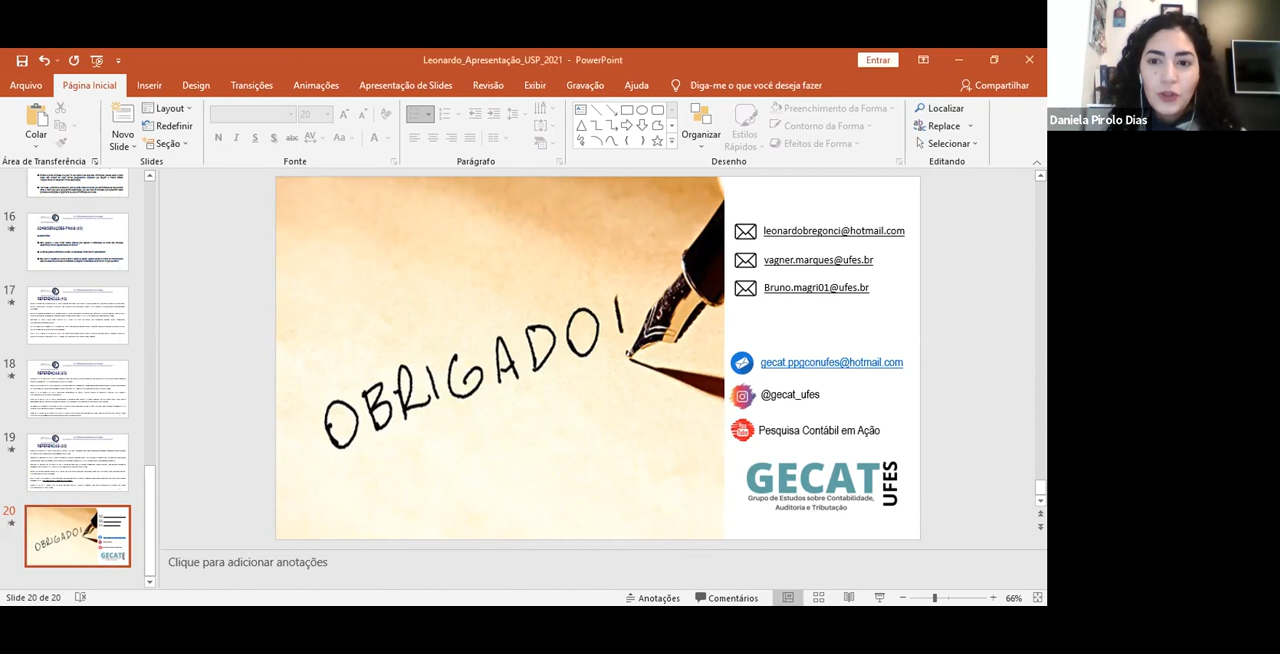 Leonardo_Apresentação_USP_2021 - PowerPoint
Entrar
Arquivo Página Inicial Inserir Design Transições Animações Apresentação de Slides Revisão Exibir Gravação Ajuda Diga-me o que você deseja fazer Compartilhar
Colar
Área de Transferência
Novo Slide
Layout
Redefinir
Seção
Slides
20
N I S S abc AV Aa A
Fonte
Parágrafo
Organizar
Estilos Rápidos
Preenchimento da Forma
Contorno da Forma
Efeitos de Forma
Desenho
Localizar
Replace
Selecionar
Editando
Daniela Pirolo Dias
16
17
18
19
20
OBRIGADO!
leonardobregonci@hotmail.com
vagner.marques@ufes.br
Bruno.magri01@ufes.br
gecat.ppgconufes@hotmail.com
@gecat_ufes
Pesquisa Contábil em Ação
GECAT UFES
Grupo de Estudos sobre Contabilidade,
Auditoria e Tributação
Clique para adicionar anotações
Slide 20 de 20 Anotações Comentários 66%